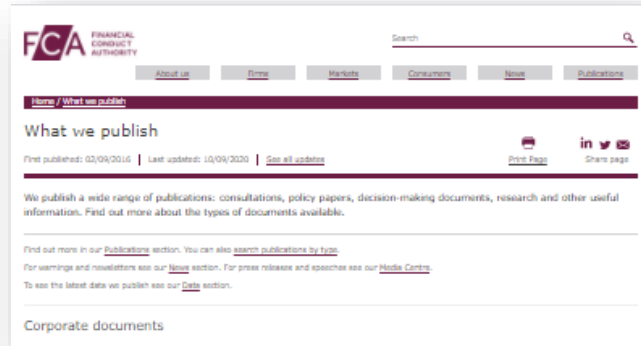 FCA FINANCIAL
CONDUCT
AUTHORITY
Search
About us Firms Markets Consumers News Publications
Home / What we publish
What we publish
First published: 02/09/2016 | Last updated: 10/09/2020 | See all updates
Print Page Share page
We publish a wide range of publications: consultations, policy papers, decision-making documents, research and other useful
information. Find out more about the types of documents available.
Find out more in our Publications section. You can also search publications by type.
For warnings and newsletters see our News section. For press releases and speeches see our Media Centre.
To see the latest data we publish see our Data section.
Corporate documents